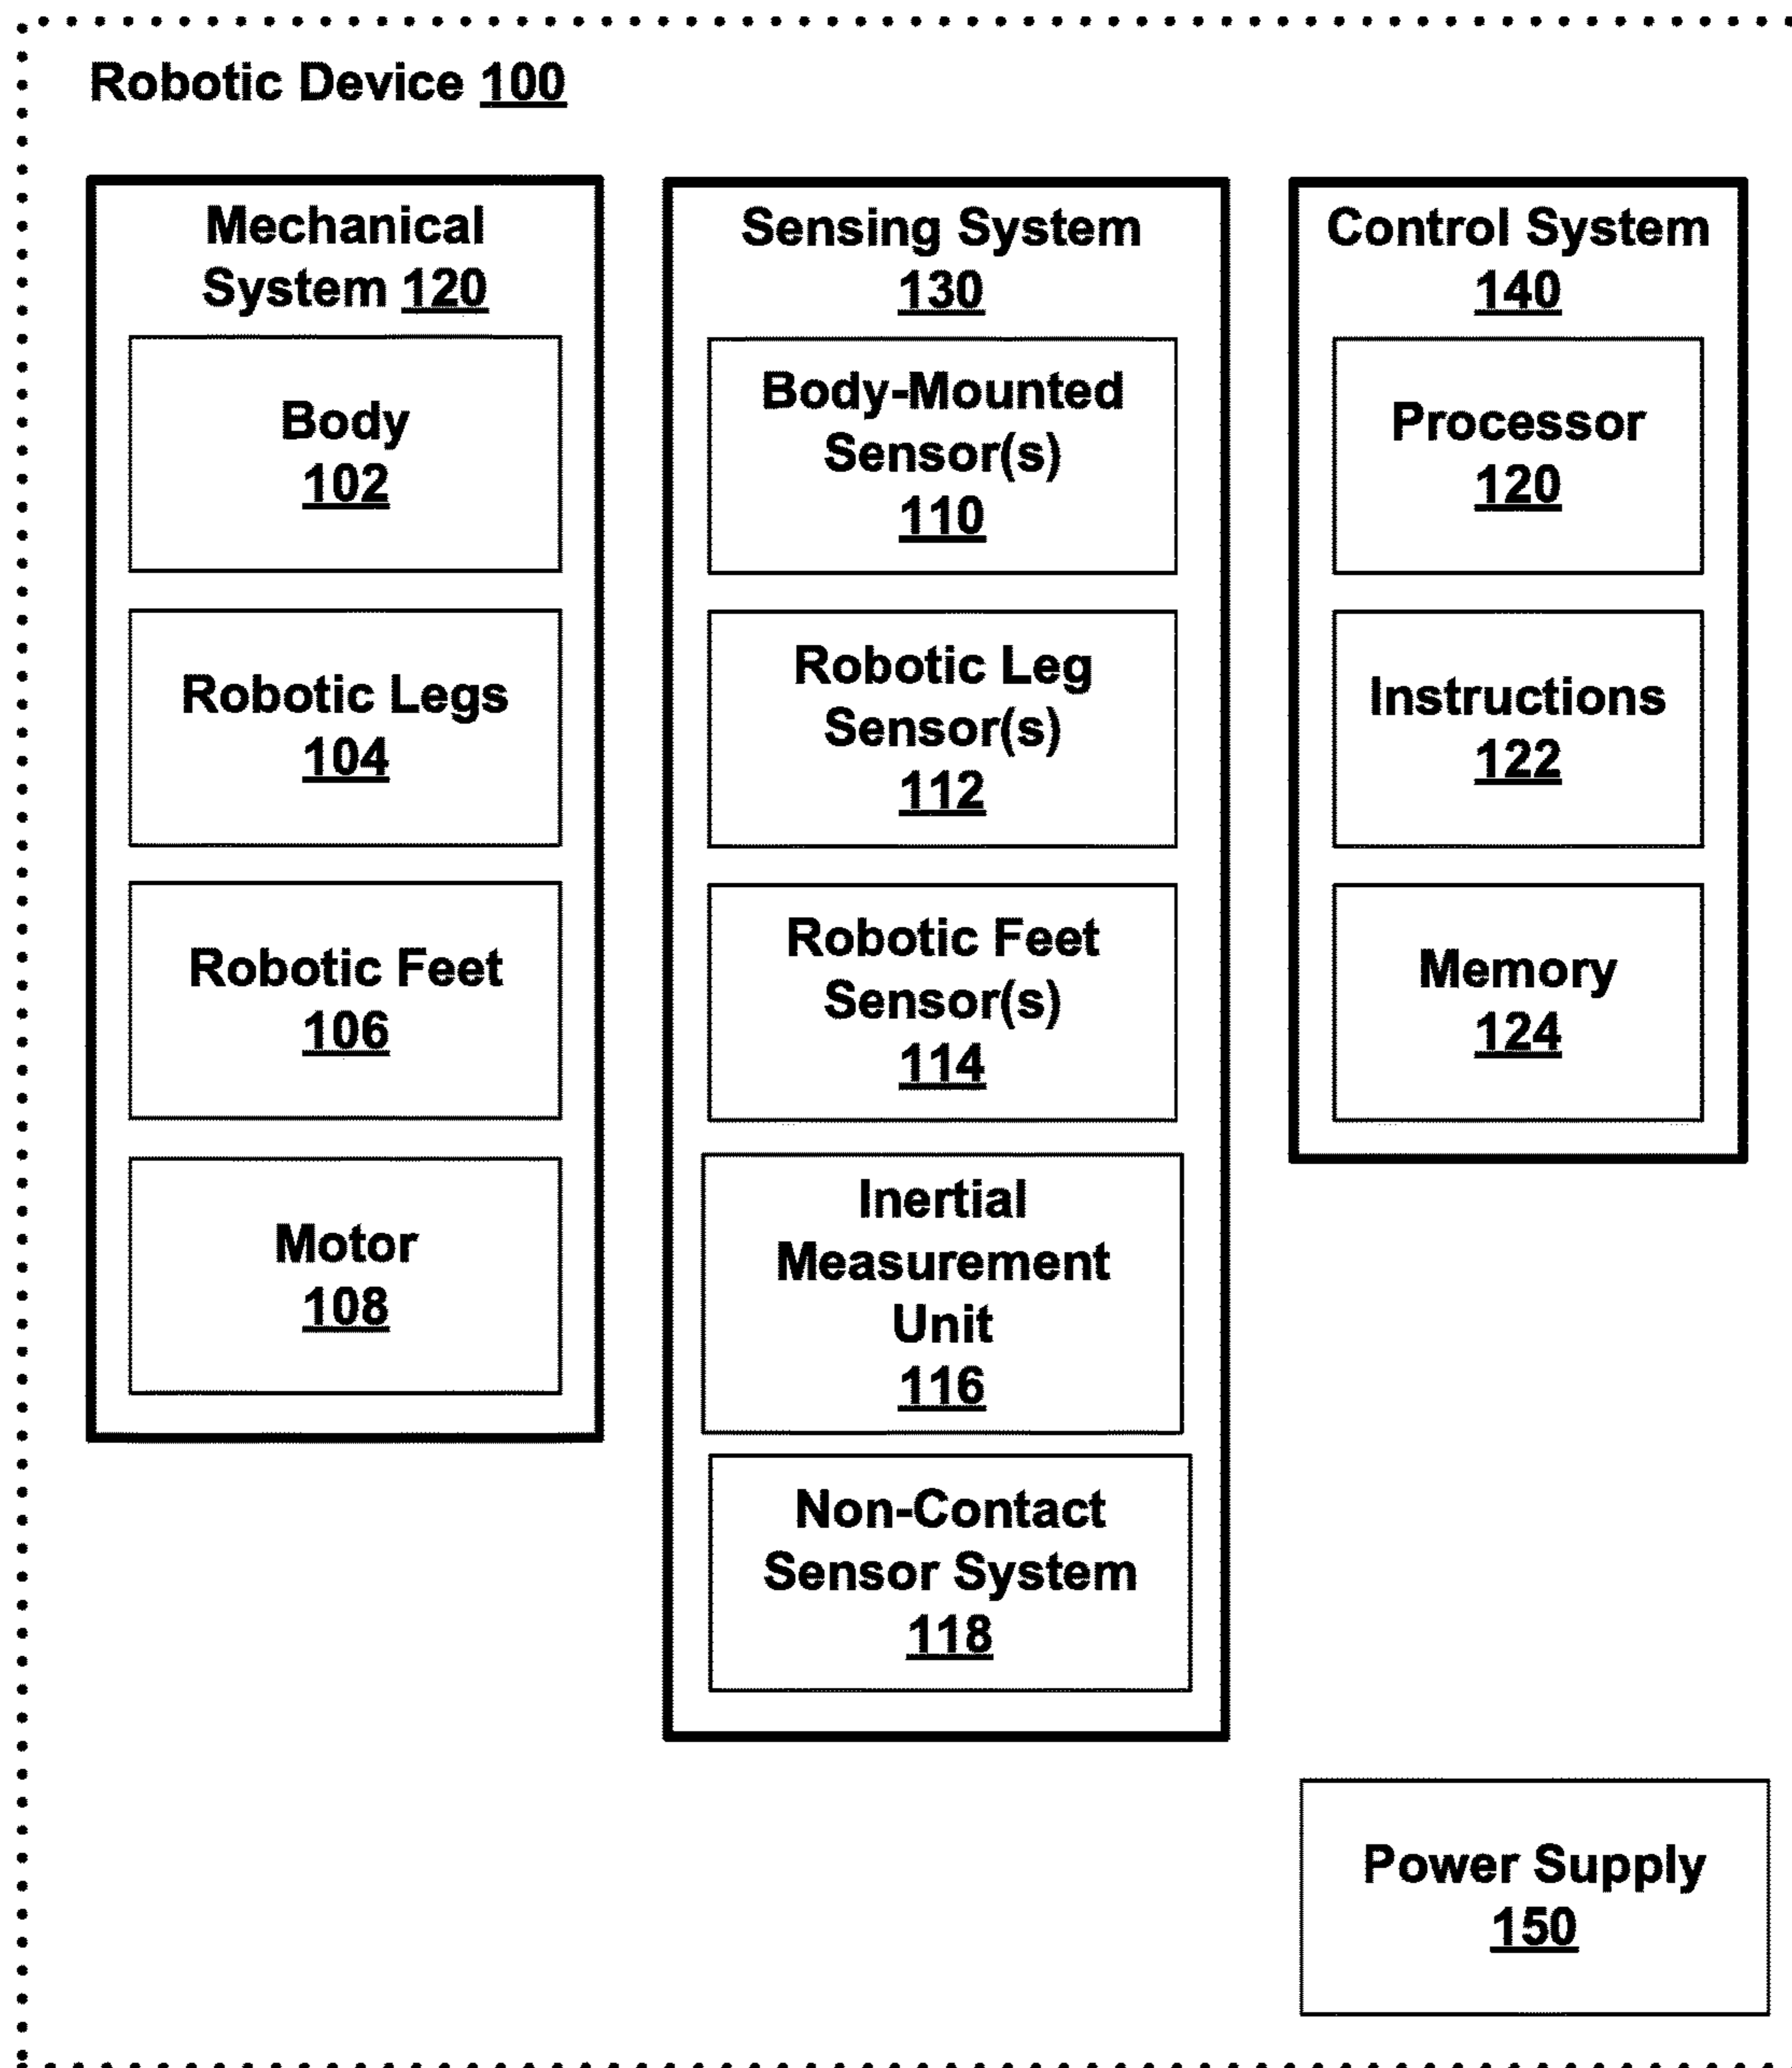 Robotic Device 100
Mechanical
System 120
Body
102
Robotic Legs
104
Robotic Feet
106
Motor
108
Sensing System
130
Body-Mounted
Sensor(s)
110
Robotic Leg
Sensor(s)
112
Robotic Feet
Sensor(s)
114
Inertial
Measurement
Unit
116
Non-Contact
Sensor System
118
Control System
140
Processor
120
Instructions
122
Memory
124
Power Supply
150